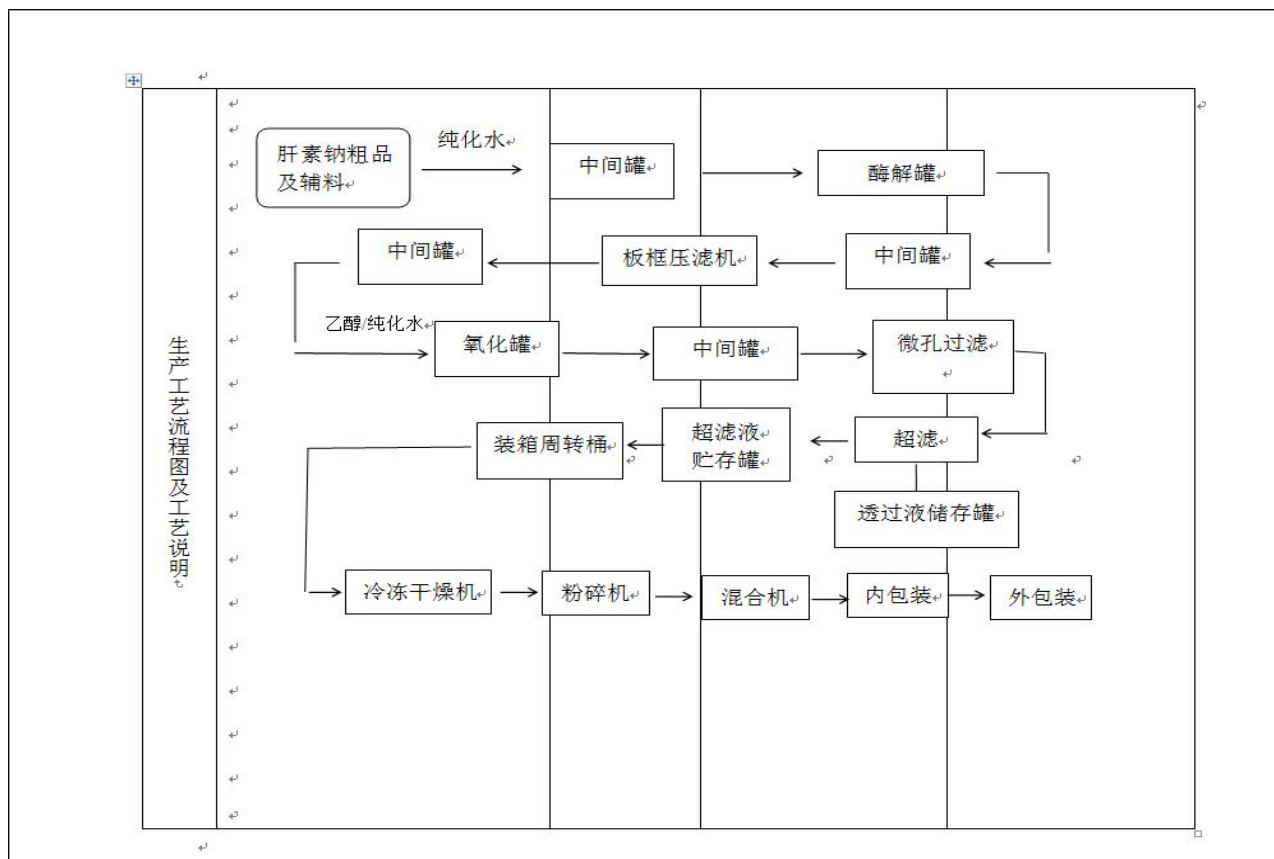 生产工艺流程图及工艺说明
肝素钠粗品
及辅料
纯化水
中间罐
酶解罐
中间罐
板框压滤机
中间罐
乙醇/纯化水
氧化罐
中间罐
微孔过滤
装箱周转桶
超滤液
贮存罐
超滤
透过液储存罐
冷冻干燥机
粉碎机
混合机
内包装
外包装